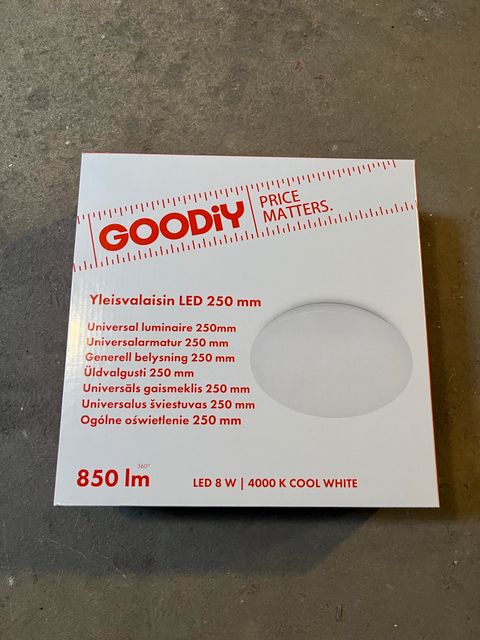 GOODiY
PRICE
MATTERS.
Yleisvalaisin LED 250 mm
Universal luminaire 250mm
Universalarmatur 250 mm
Generell belysning 250 mm
Üldvalgusti 250 mm
Universāls gaismeklis 250 mm
Universalus šviestuvas 250 mm
Ogólne oświetlenie 250 mm
360°
850 lm
LED 8 W | 4000 K COOL WHITE